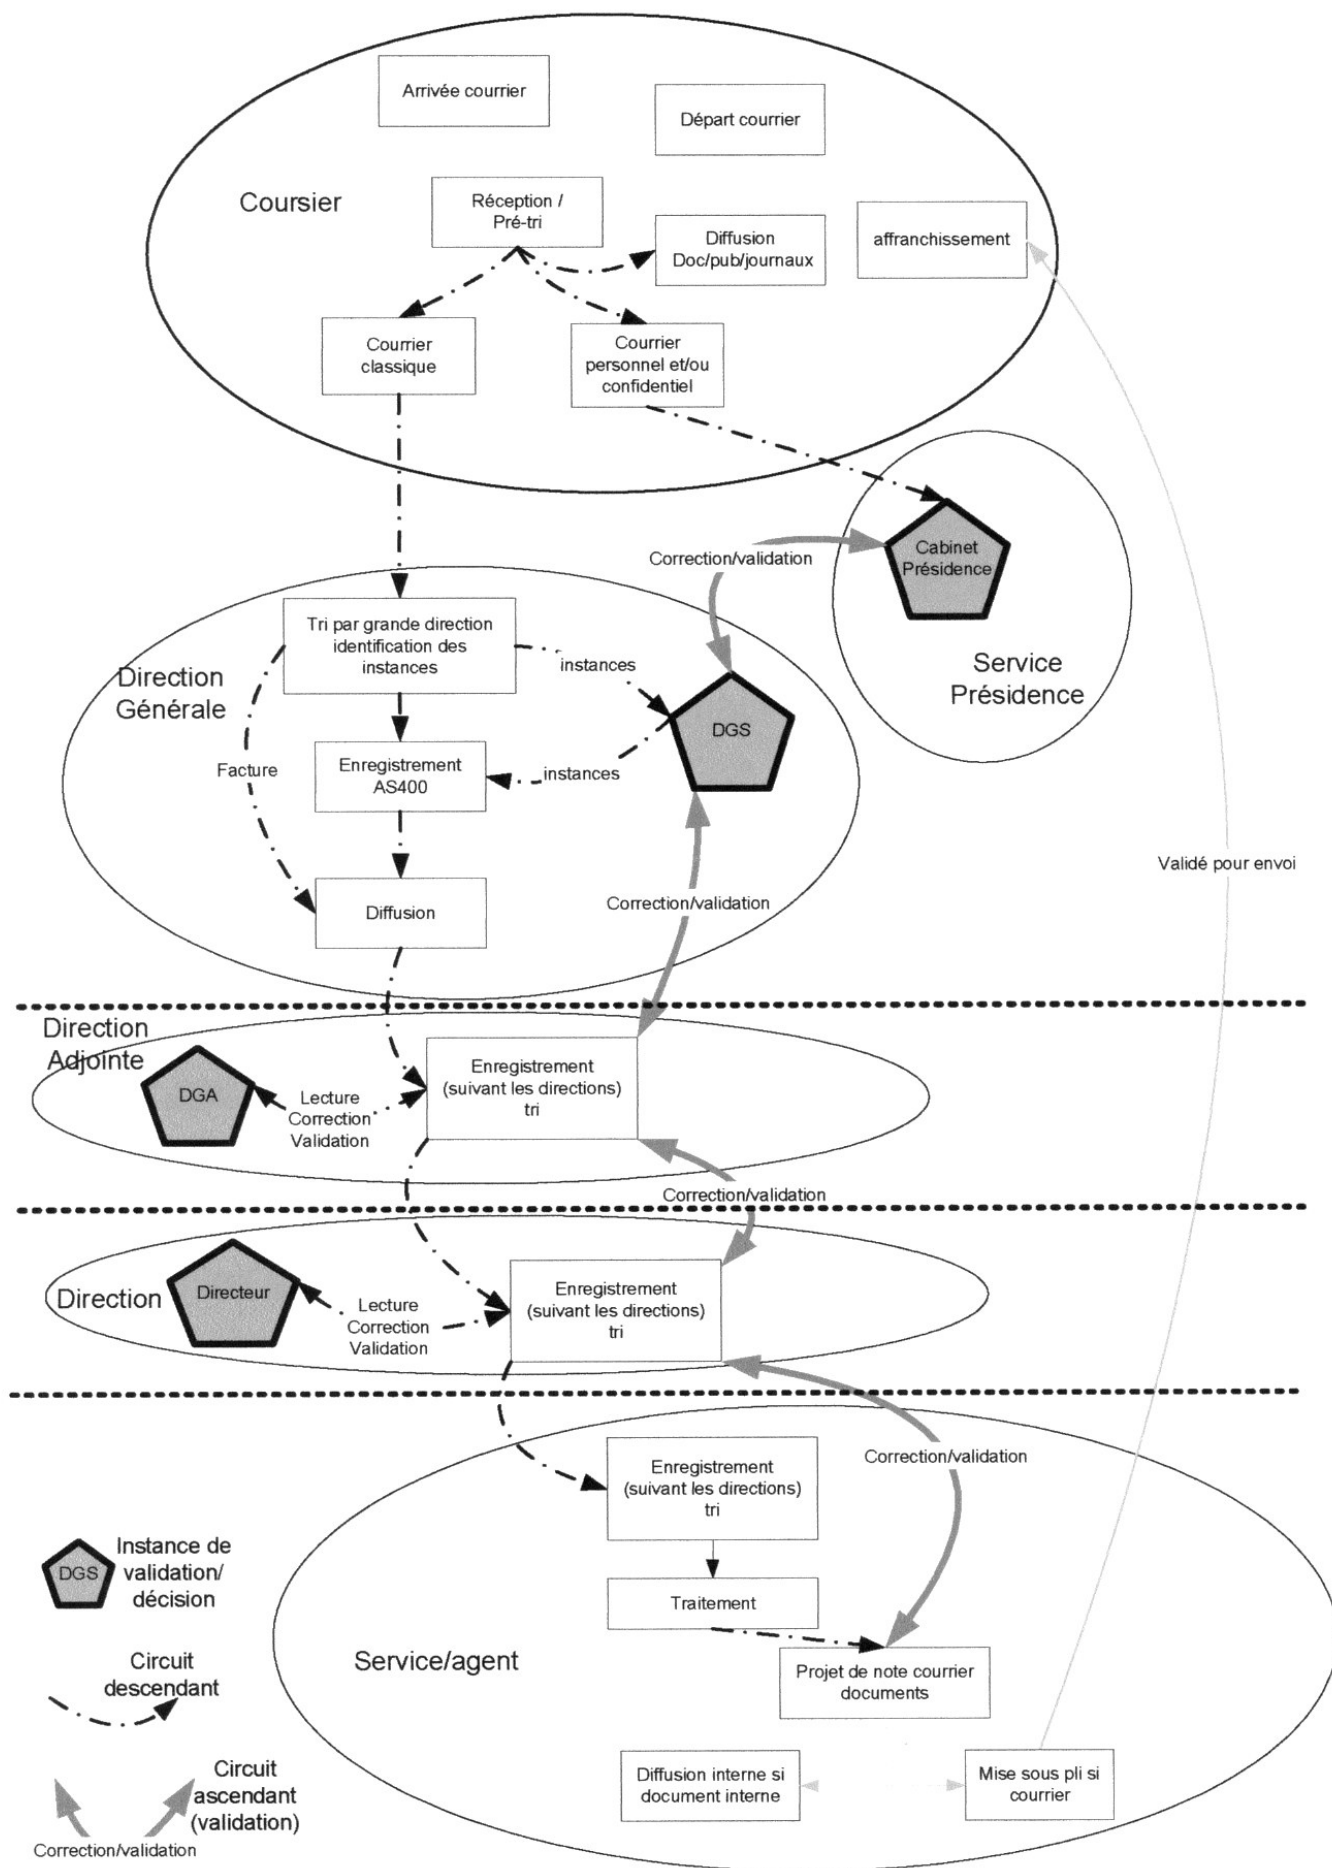 Arrivée courrier
Départ courrier
Coursier
Réception /
Pré-tri
Diffusion
Doc/pub/journaux
affranchissement
Courrier
classique
Courrier
personnel et/ou
confidentiel
Correction/validation
Cabinet
Présidence
Service
Présidence
Tri par grande direction
identification des
instances
Direction
Générale
instances
DGS
Facture
Enregistrement
AS400
instances
Validé pour envoi
Diffusion
Correction/validation
Direction
Adjointe
DGA
Lecture
Correction
Validation
Enregistrement
(suivant les directions)
tri
Correction/validation
Direction
Directeur
Lecture
Correction
Validation
Enregistrement
(suivant les directions)
tri
Correction/validation
Enregistrement
(suivant les directions)
tri
Traitement
Service/agent
Projet de note courrier
documents
Diffusion interne si
document interne
Mise sous pli si
courrier
DGS
Instance de
validation/
décision
Circuit
descendant
Circuit
ascendant
(validation)
Correction/validation